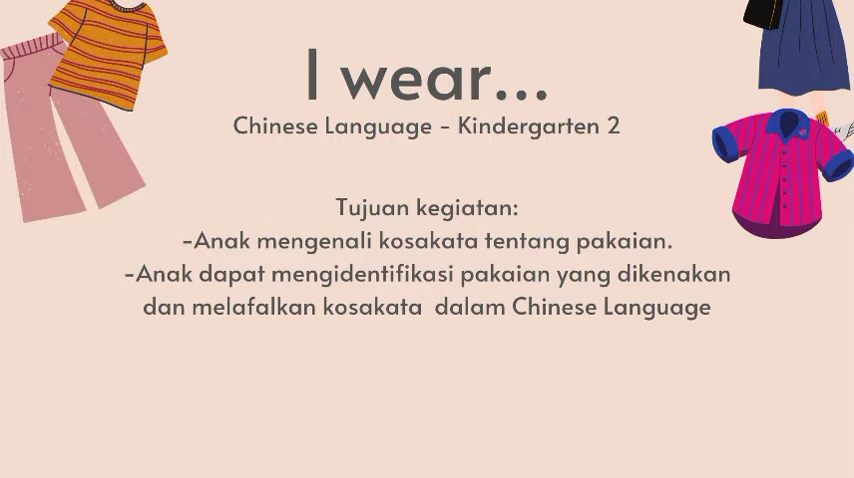 I wear...
Chinese Language - Kindergarten 2
Tujuan kegiatan:
-Anak mengenali kosakata tentang pakaian.
-Anak dapat mengidentifikasi pakaian yang dikenakan
dan melafalkan kosakata dalam Chinese Language